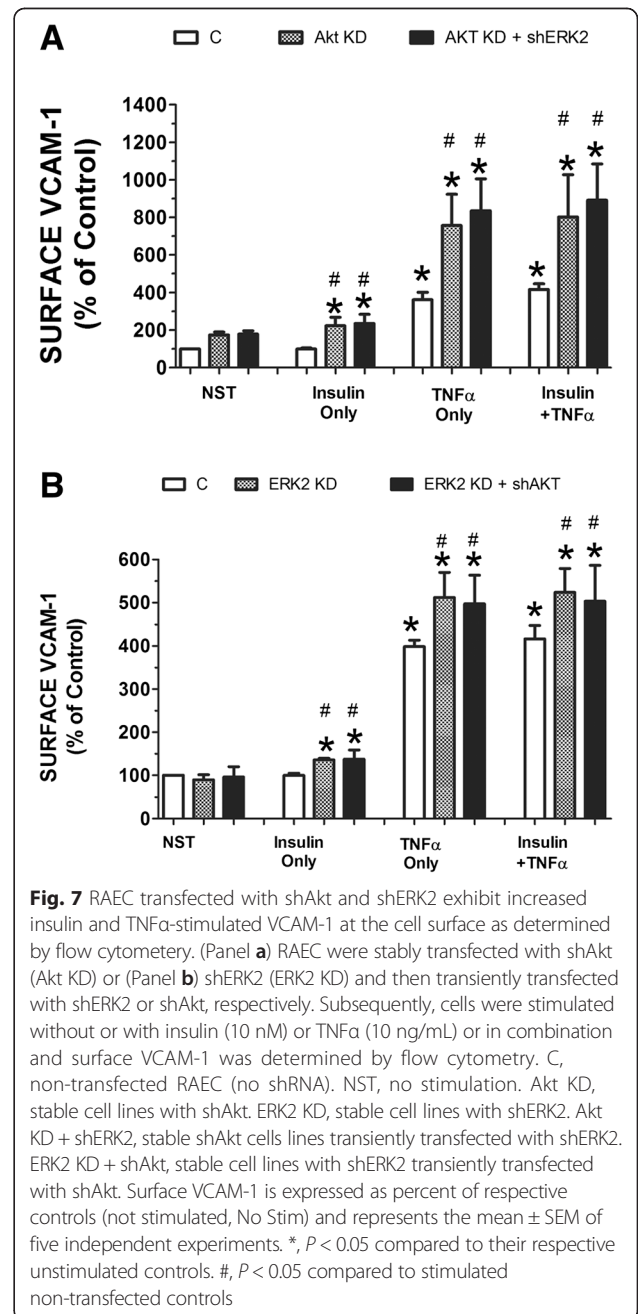 A
C Akt KD AKT KD + shERK2
SURFACE VCAM-1
(% of Control)
1400
1200
1000
800
600
400
200
0
# # # # # #
* * * * * * * *
NST Insulin Only TNFα Only Insulin +TNFα
B
C ERK2 KD ERK2 KD + shAKT
SURFACE VCAM-1
(% of Control)
600
500
400
300
200
100
0
# # # # # #
* * * * * * * *
NST Insulin Only TNFα Only Insulin +TNFα
Fig. 7 RAEC transfected with shAkt and shERK2 exhibit increased
insulin and TNFα-stimulated VCAM-1 at the cell surface as determined
by flow cytometery. (Panel a) RAEC were stably transfected with shAkt
(Akt KD) or (Panel b) shERK2 (ERK2 KD) and then transiently transfected
with shERK2 or shAkt, respectively. Subsequently, cells were stimulated
without or with insulin (10 nM) or TNFα (10 ng/mL) or in combination
and surface VCAM-1 was determined by flow cytometry. C,
non-transfected RAEC (no shRNA). NST, no stimulation. Akt KD,
stable cell lines with shAkt. ERK2 KD, stable cell lines with shERK2. Akt
KD + shERK2, stable shAkt cells lines transiently transfected with shERK2.
ERK2 KD + shAkt, stable cell lines with shERK2 transiently transfected
with shAkt. Surface VCAM-1 is expressed as percent of respective
controls (not stimulated, No Stim) and represents the mean ± SEM of
five independent experiments. *, P < 0.05 compared to their respective
unstimulated controls. #, P < 0.05 compared to stimulated
non-transfected controls